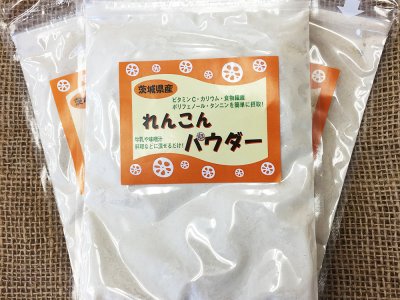 茨城県産
ビタミンC・カリウム・食物繊維
ポリフェノール・タンニンを簡単に摂取!
れんこん
パウダー
牛乳や味噌汁
料理などに混ぜるだけ!